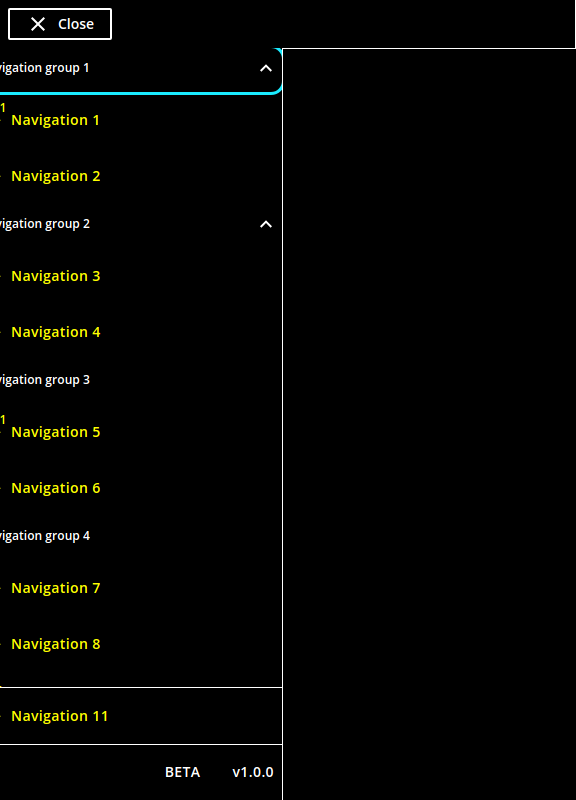 Close
vigation group 1
1
Navigation 1
Navigation 2
vigation group 2
Navigation 3
Navigation 4
vigation group 3
1
Navigation 5
Navigation 6
vigation group 4
Navigation 7
Navigation 8
Navigation 11
BETA v1.0.0